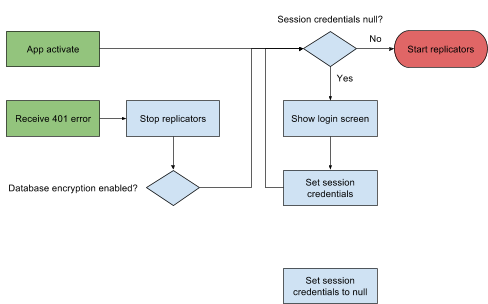 Session credentials null?
App activate
No
Start replicators
Yes
Receive 401 error
Stop replicators
Show login screen
Database encryption enabled?
Set session
credentials
Set session
credentials to null